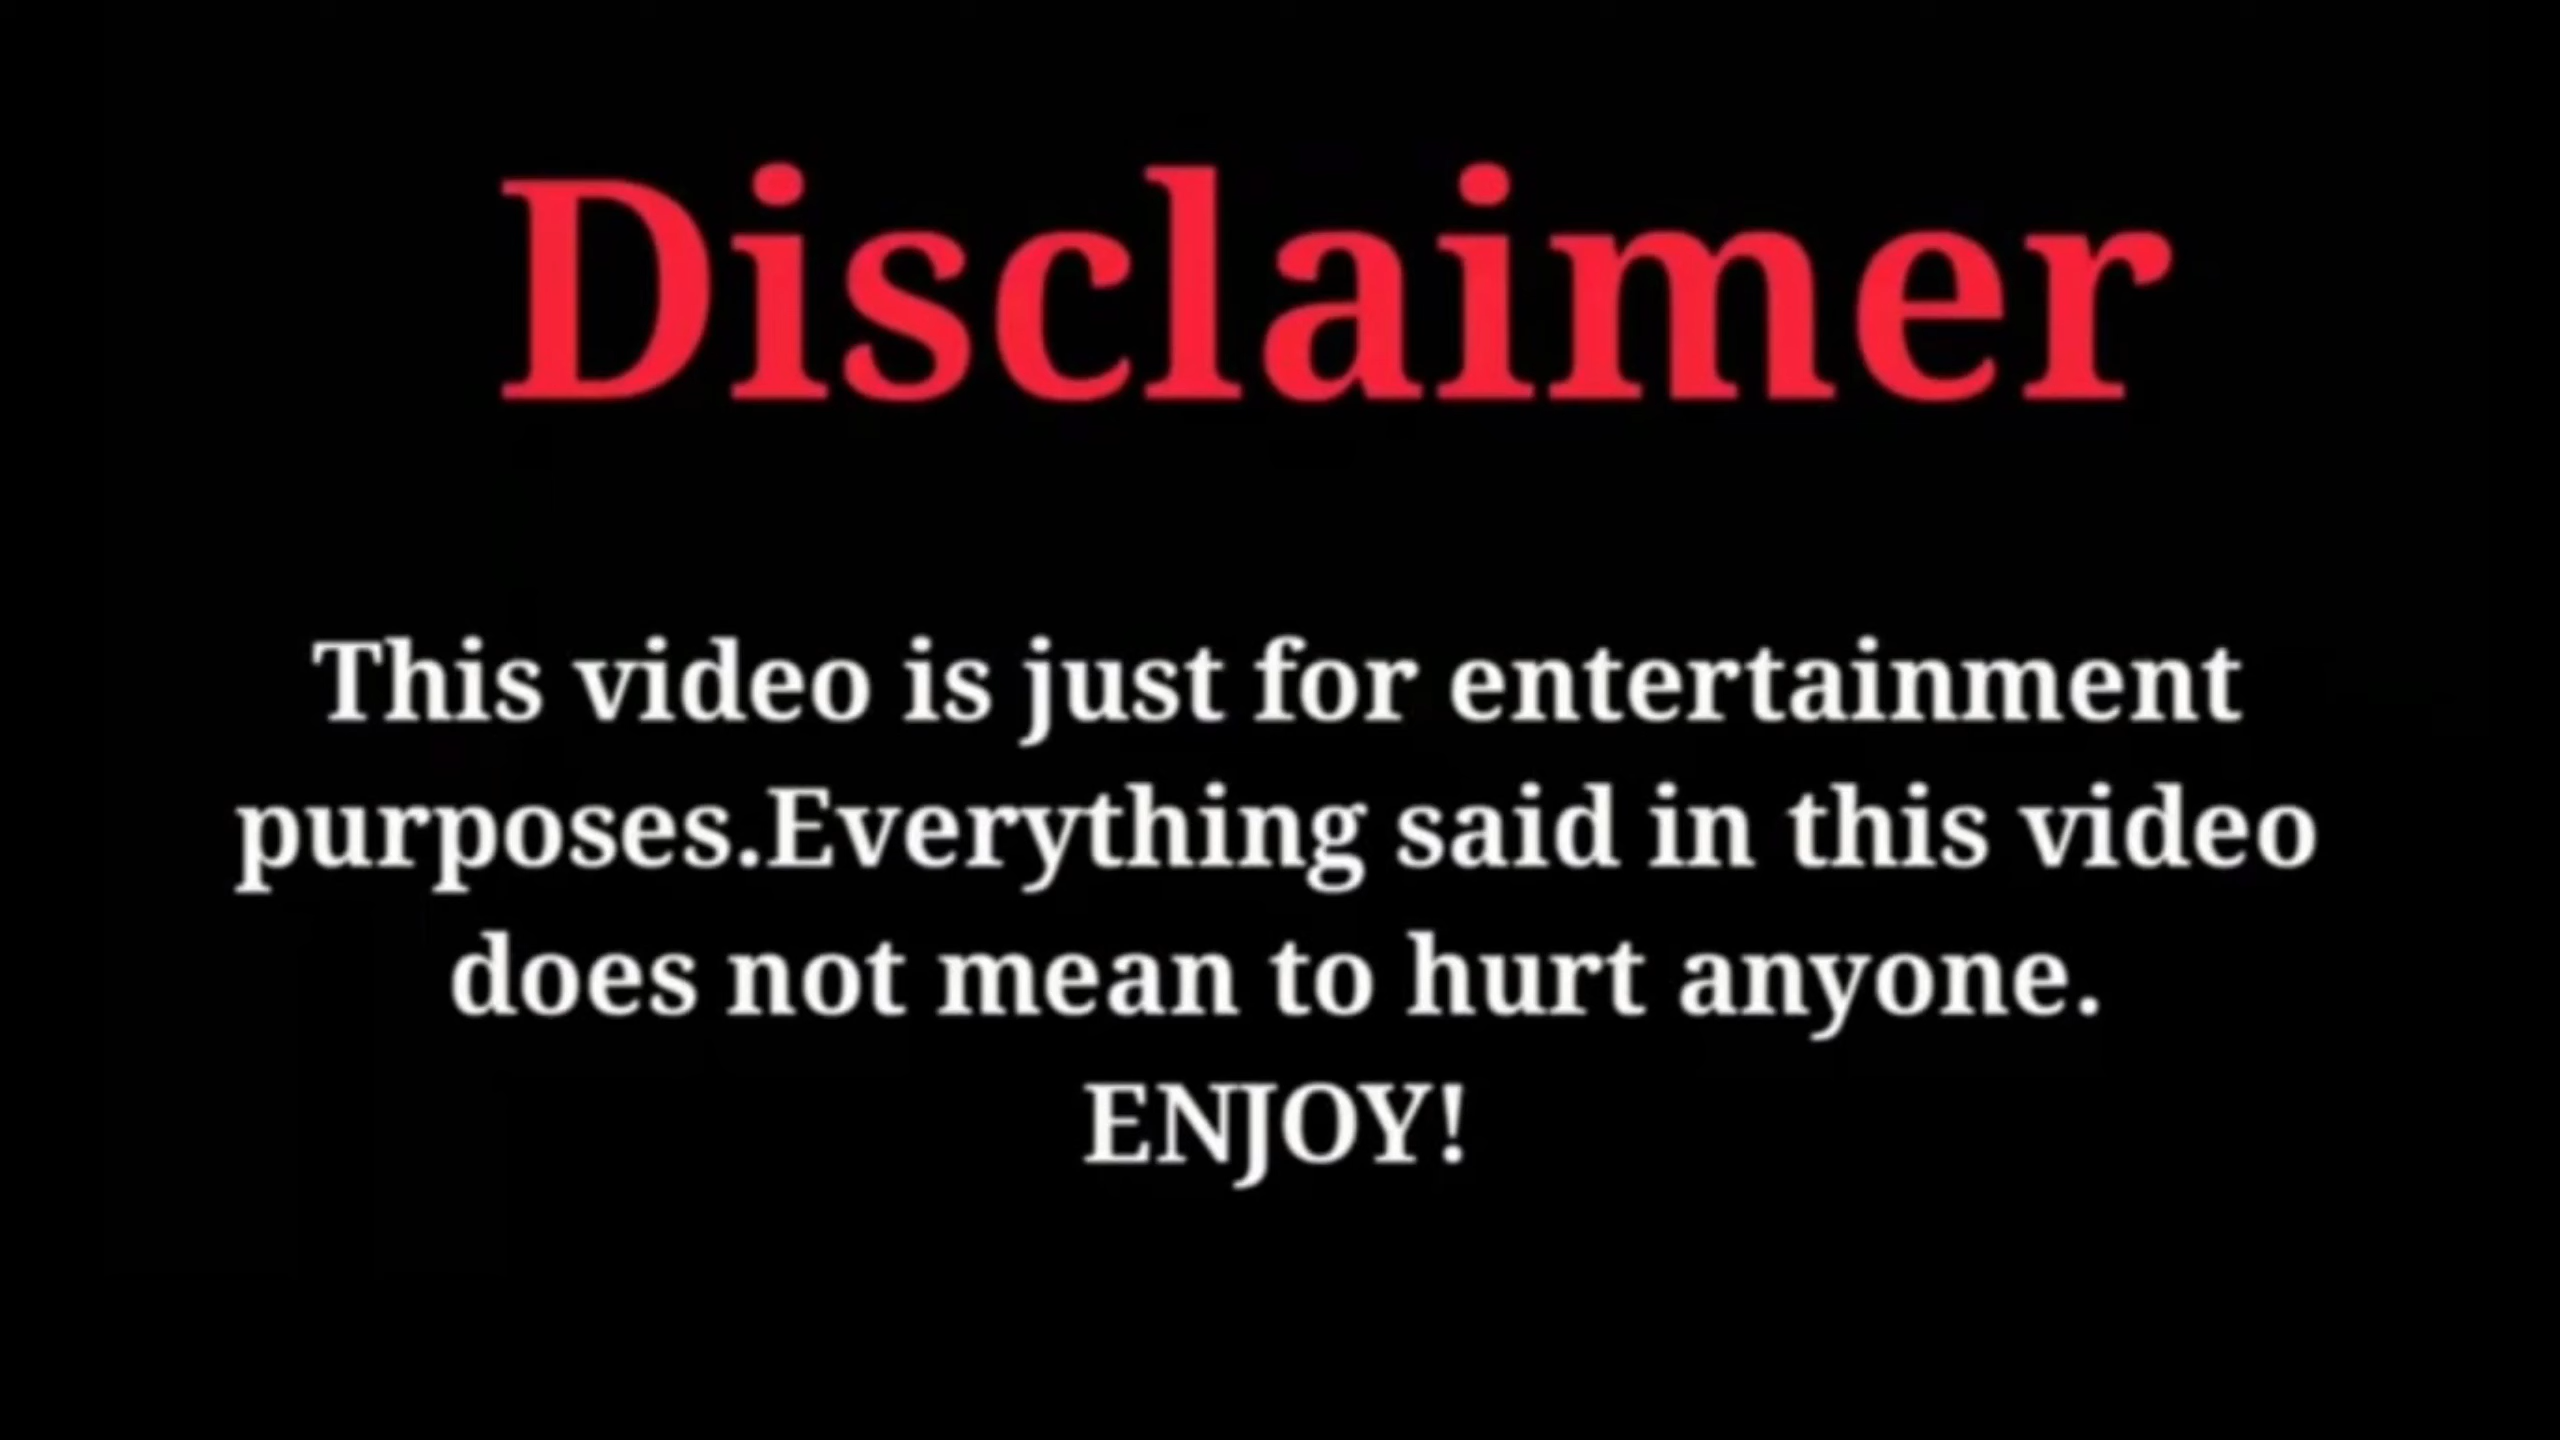 Disclaimer
This video is just for entertainment
purposes.Everything said in this video
does not mean to hurt anyone.
ENJOY!